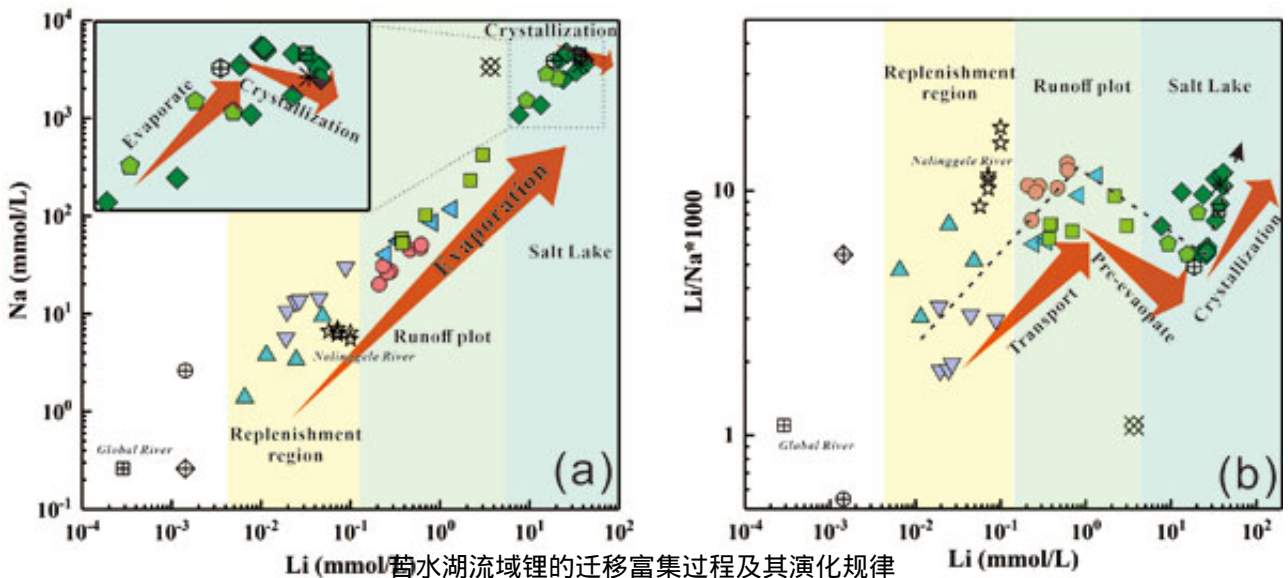 10⁴
10³
10²
10¹
10⁰
10⁻¹
Na (mmol/L)
Evaporate
Crystallization
Crystallization
Evaporation
Salt Lake
Runoff plot
Nalinggele River
Replenishment
region
Global River
(a)
10⁻⁴
10⁻³
10⁻²
10⁻¹
10⁰
10¹
10²
Li/Na*1000
10
1
Replenishment
region
Runoff plot
Salt Lake
Nalinggele River
Transport
Pre-evaopate
Crystallization
Global River
(b)
10⁻⁴
10⁻³
10⁻²
10⁻¹
10⁰
10¹
10²
Li (mmol/L)
水湖流域锂的迁移富集过程及其演化规律